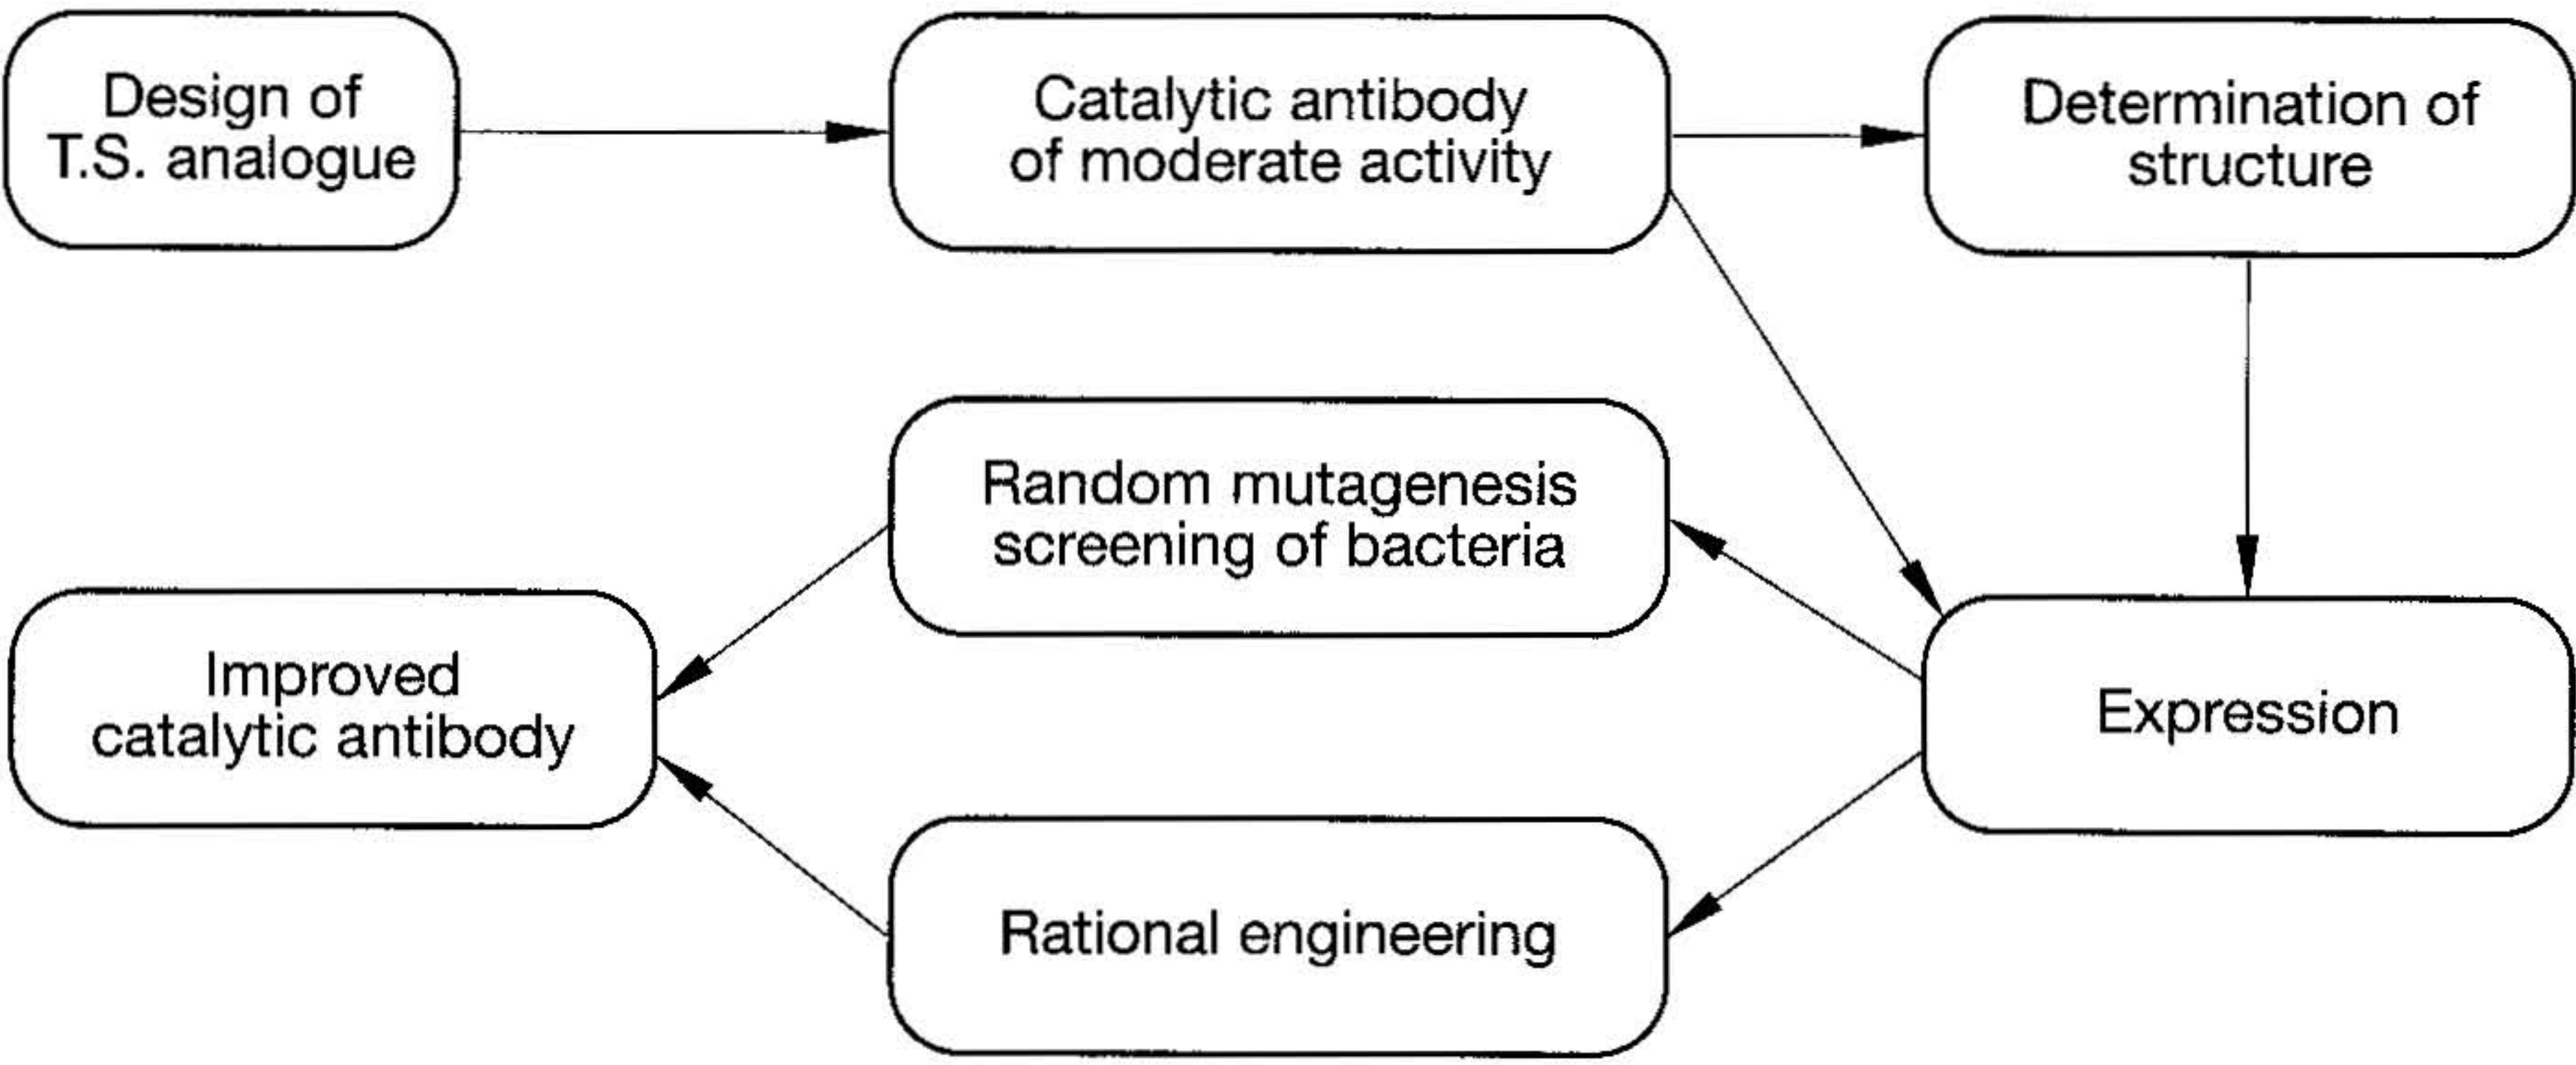 Design of
T.S. analogue
Catalytic antibody
of moderate activity
Determination of
structure
Random mutagenesis
screening of bacteria
Improved
catalytic antibody
Expression
Rational engineering